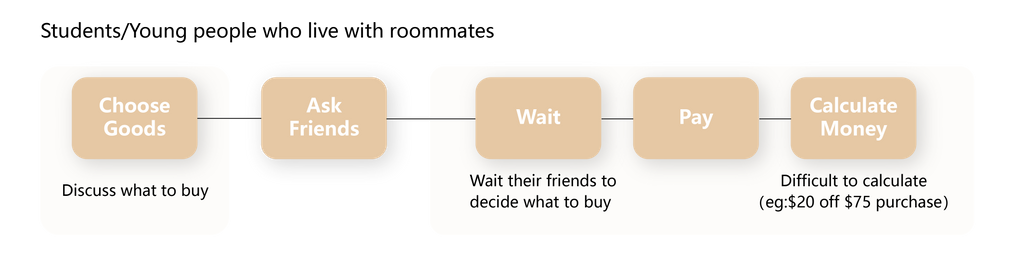 Students/Young people who live with roommates
Choose
Goods
Ask
Friends
Wait
Pay
Calculate
Money
Discuss what to buy
Wait their friends to
decide what to buy
Difficult to calculate
(eg:$20 off $75 purchase)